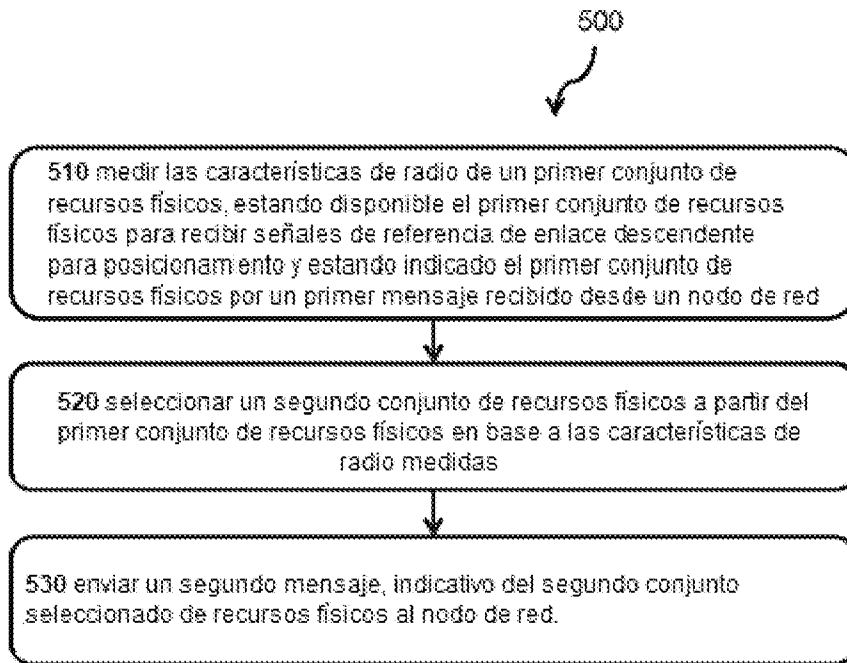 500
510 medir las características de radio de un primer conjunto de
recursos físicos, estando disponible el primer conjunto de recursos
físicos para recibir señales de referencia de enlace descendente
para posicionamiento y estando indicado el primer conjunto de
recursos físicos por un primer mensaje recibido desde un nodo de red
520 seleccionar un segundo conjunto de recursos físicos a partir del
primer conjunto de recursos físicos en base a las características de
radio medidas
530 enviar un segundo mensaje, indicativo del segundo conjunto
seleccionado de recursos físicos al nodo de red.